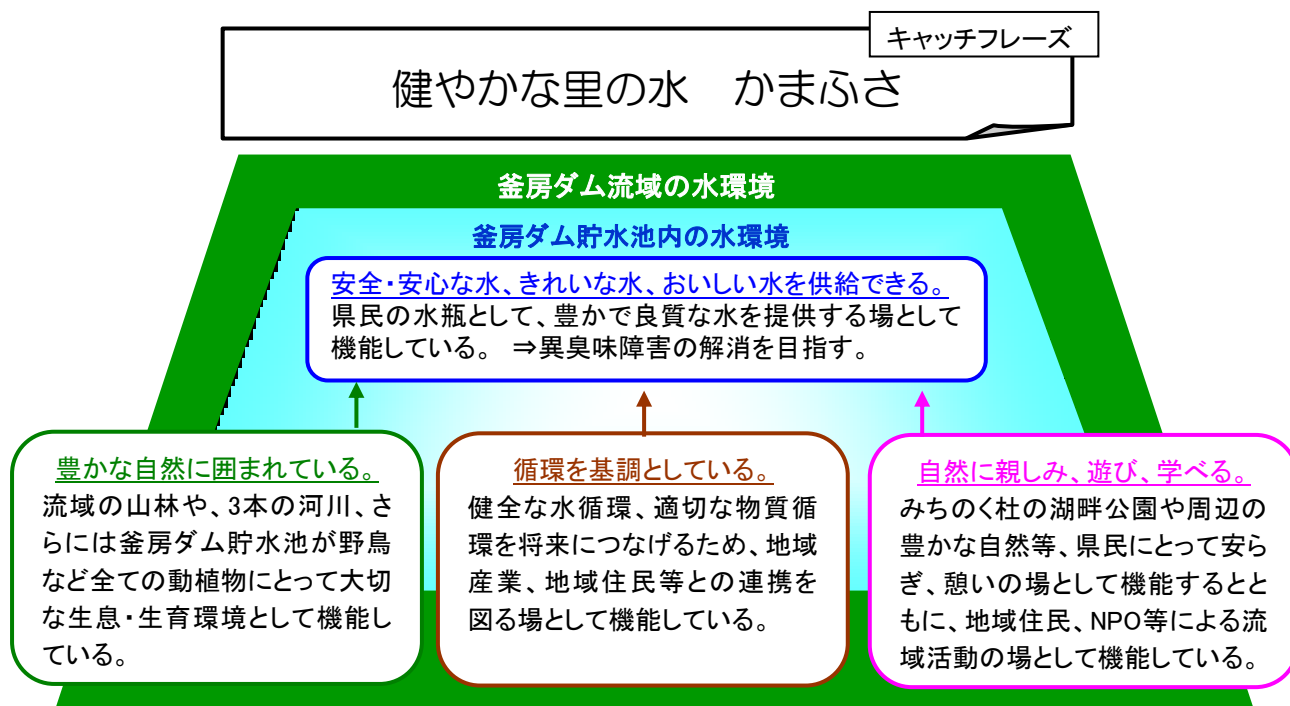 キャッチフレーズ
健やかな里の水　かまふさ
釜房ダム流域の水環境
釜房ダム貯水池内の水環境
安全・安心な水、きれいな水、おいしい水を供給できる。
県民の水瓶として、豊かで良質な水を提供する場として
機能している。　⇒異臭味障害の解消を目指す。
豊かな自然に囲まれている。
流域の山林や、3本の河川、さ
らには釜房ダム貯水池が野鳥
など全ての動植物にとって大切
な生息・生育環境として機能し
ている。
循環を基調としている。
健全な水循環、適切な物質循
環を将来につなげるため、地域
産業、地域住民等との連携を
図る場として機能している。
自然に親しみ、遊び、学べる。
みちのく杜の湖畔公園や周辺の
豊かな自然等、県民にとって安ら
ぎ、憩いの場として機能するとと
もに、地域住民、NPO等による流
域活動の場として機能している。